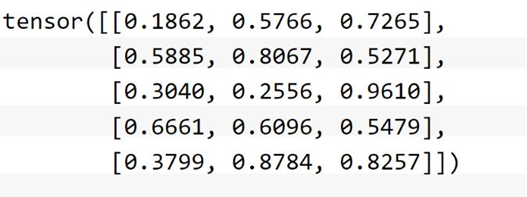 tensor([[0.1862, 0.5766, 0.7265],
[0.5885, 0.8067, 0.5271],
[0.3040, 0.2556, 0.9610],
[0.6661, 0.6096, 0.5479],
[0.3799, 0.8784, 0.8257]])